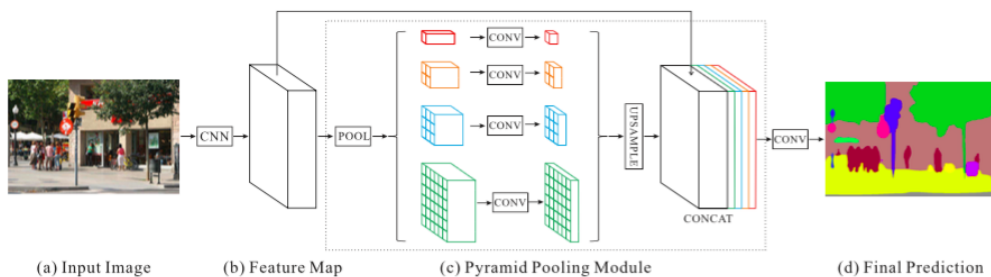 CNN
POOL
CONV
CONV
CONV
CONV
UPSAMPLE
CONCAT
CONV
(a) Input Image
(b) Feature Map
(c) Pyramid Pooling Module
(d) Final Prediction